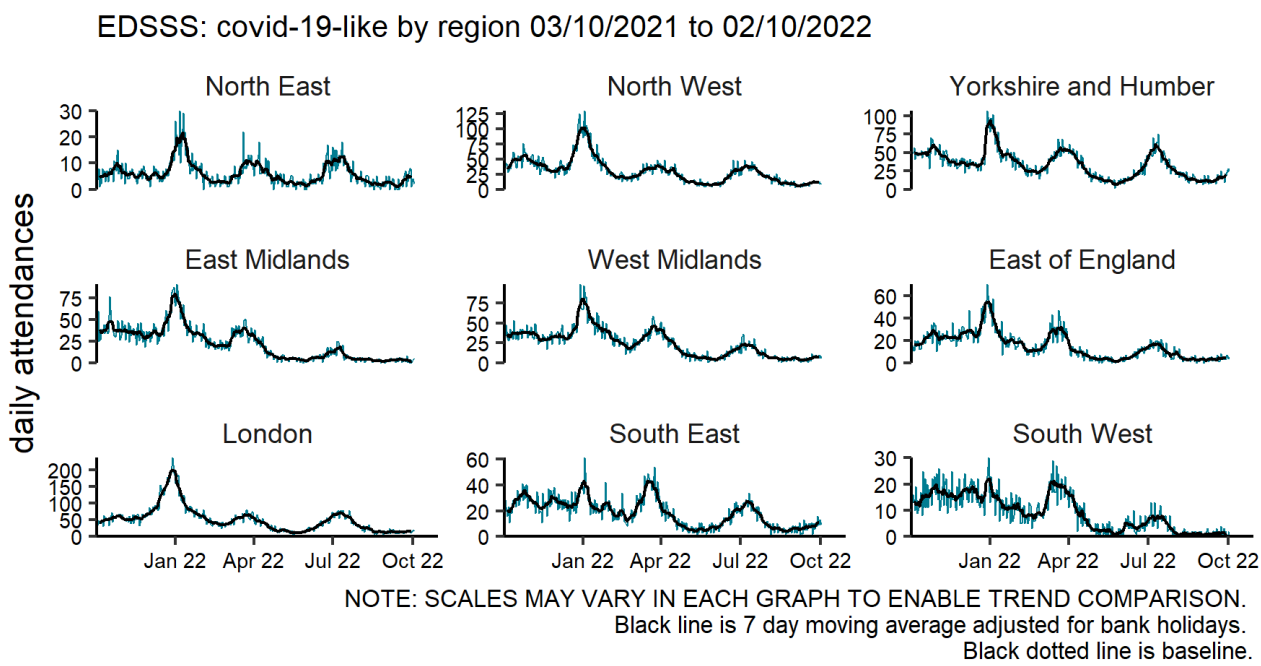 EDSSS: covid-19-like by region 03/10/2021 to 02/10/2022
daily attendances
North East
30
20
10
0
North West
125
100
75
50
25
0
Yorkshire and Humber
100
75
50
25
0
East Midlands
75
50
25
0
West Midlands
75
50
25
0
East of England
60
40
20
0
London
200
150
100
50
0
Jan 22 Apr 22 Jul 22 Oct 22
South East
60
40
20
0
Jan 22 Apr 22 Jul 22 Oct 22
South West
30
20
10
0
Jan 22 Apr 22 Jul 22 Oct 22
NOTE: SCALES MAY VARY IN EACH GRAPH TO ENABLE TREND COMPARISON.
Black line is 7 day moving average adjusted for bank holidays.
Black dotted line is baseline.